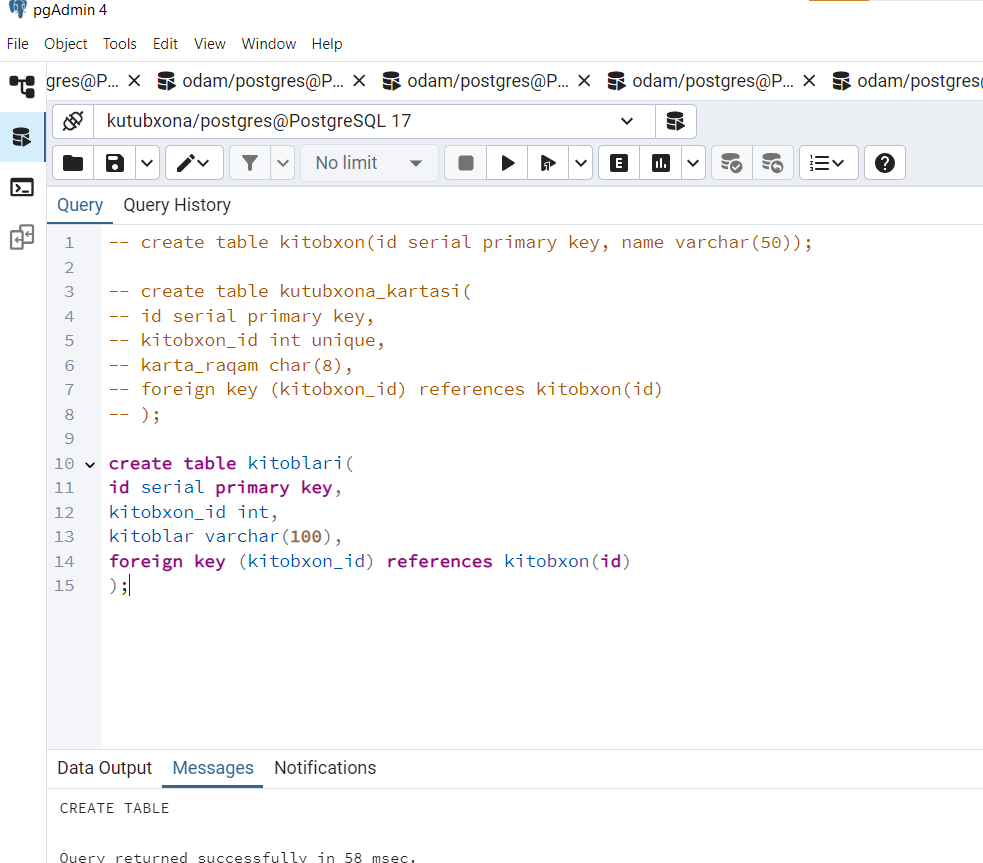 pgAdmin 4
File Object Tools Edit View Window Help
gres@P... odam/postgres@P... odam/postgres@P... odam/postgres@P... odam/postgres@
kutubxona/postgres@PostgreSQL 17
No limit
E
Query Query History
1 -- create table kitobxon(id serial primary key, name varchar(50));
2
3 -- create table kutubxona_kartasi(
4 -- id serial primary key,
5 -- kitobxon_id int unique,
6 -- karta_raqam char(8),
7 -- foreign key (kitobxon_id) references kitobxon(id)
8 -- );
9
10 create table kitoblari(
11 id serial primary key,
12 kitobxon_id int,
13 kitoblar varchar(100),
14 foreign key (kitobxon_id) references kitobxon(id)
15 );
Data Output Messages Notifications
CREATE TABLE
Query returned successfully in 58 msec.